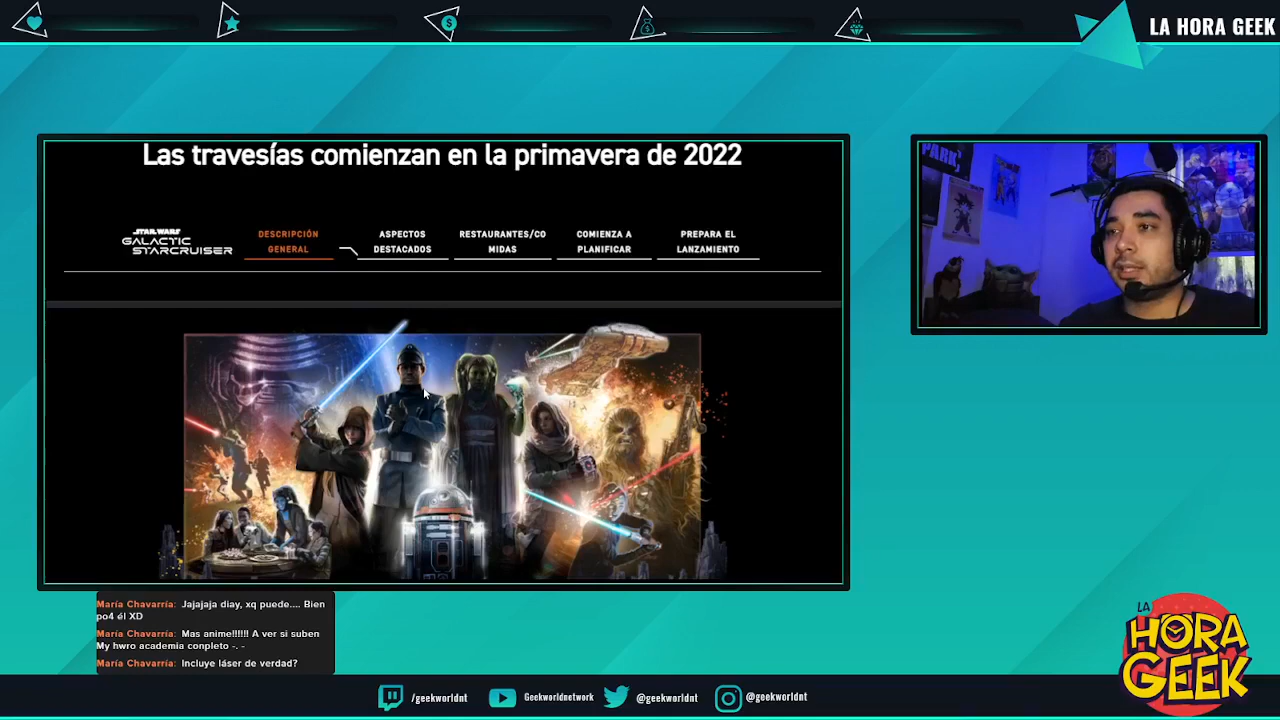 LA HORA GEEK
Las travesías comienzan en la primavera de 2022
STAR WARS
GALACTIC
STARCRUISER
DESCRIPCIÓN
GENERAL
ASPECTOS
DESTACADOS
RESTAURANTES/CO
MIDAS
COMIENZA A
PLANIFICAR
PREPARA EL
LANZAMIENTO
PARK
María Chavarría: Jajajaja diay, xq puede.... Bien
po4 él XD
María Chavarría: Mas anime!!!!!! A ver si suben
My hwro academia conpleto -. -
María Chavarría: Incluye láser de verdad?
LA
HORA
GEEK
/geekworldnt
Geekworldnetwork
@geekworldnt
@geekworldnt